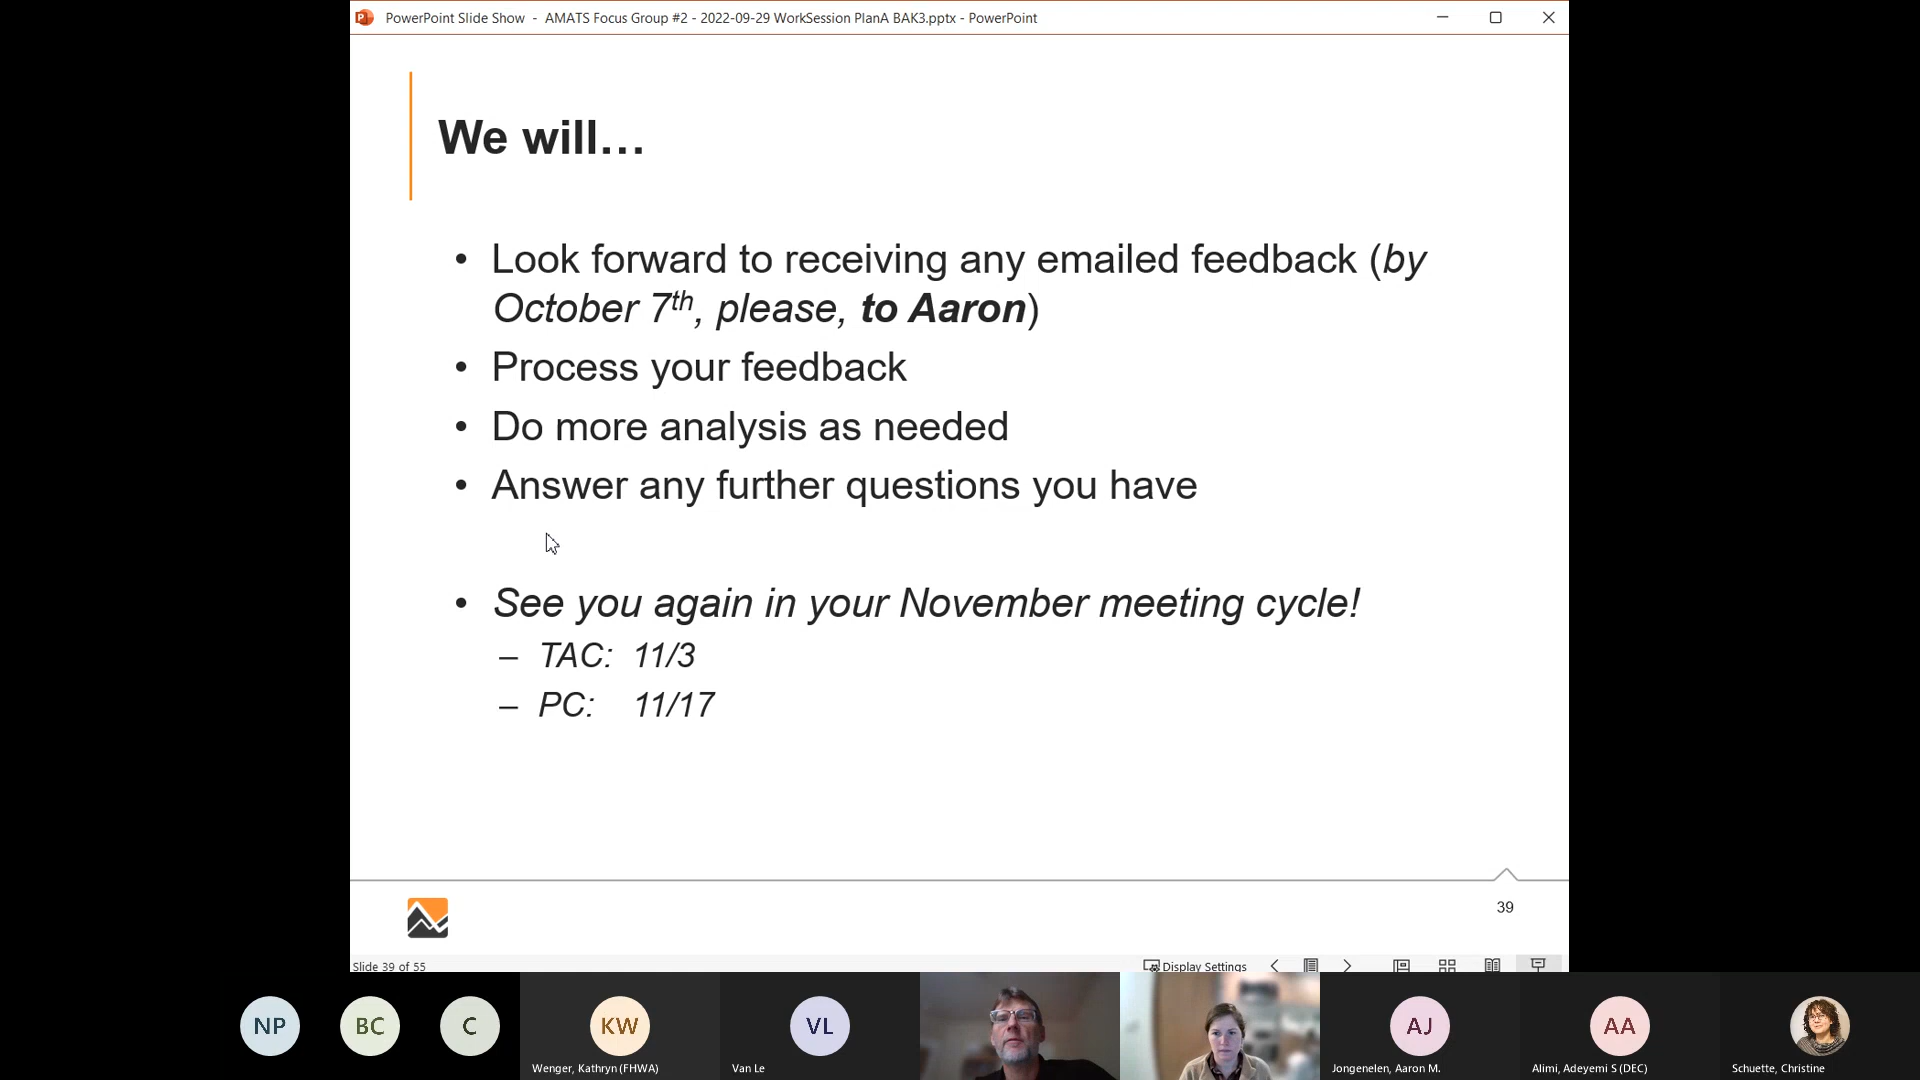 PowerPoint Slide Show - AMATS Focus Group #2 - 2022-09-29 WorkSession PlanA BAK3.pptx - PowerPoint
We will…
• Look forward to receiving any emailed feedback (by
October 7th, please, to Aaron)
• Process your feedback
• Do more analysis as needed
• Answer any further questions you have
• See you again in your November meeting cycle!
– TAC: 11/3
– PC: 11/17
39
Slide 39 of 55
Display Settings
NP
BC
C
KW
VL
AJ
AA
Wenger, Kathryn (FHWA)
Van Le
Jongenelen, Aaron M.
Alimi, Adeyemi S (DEC)
Schuette, Christine